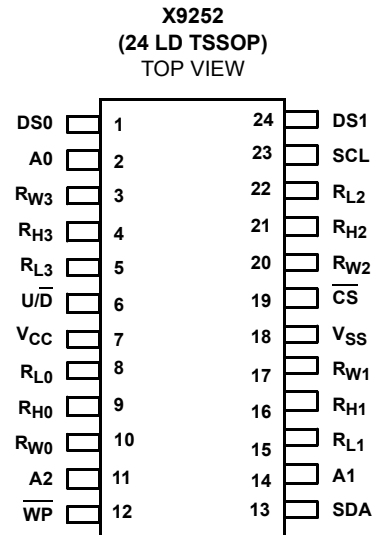 X9252
(24 LD TSSOP)
TOP VIEW
DS0 1 24 DS1
A0 2 23 SCL
RW3 3 22 RL2
RH3 4 21 RH2
RL3 5 20 RW2
U/D̅ 6 19 C̅S̅
VCC 7 18 VSS
RL0 8 17 RW1
RH0 9 16 RH1
RW0 10 15 RL1
A2 11 14 A1
W̅P̅ 12 13 SDA